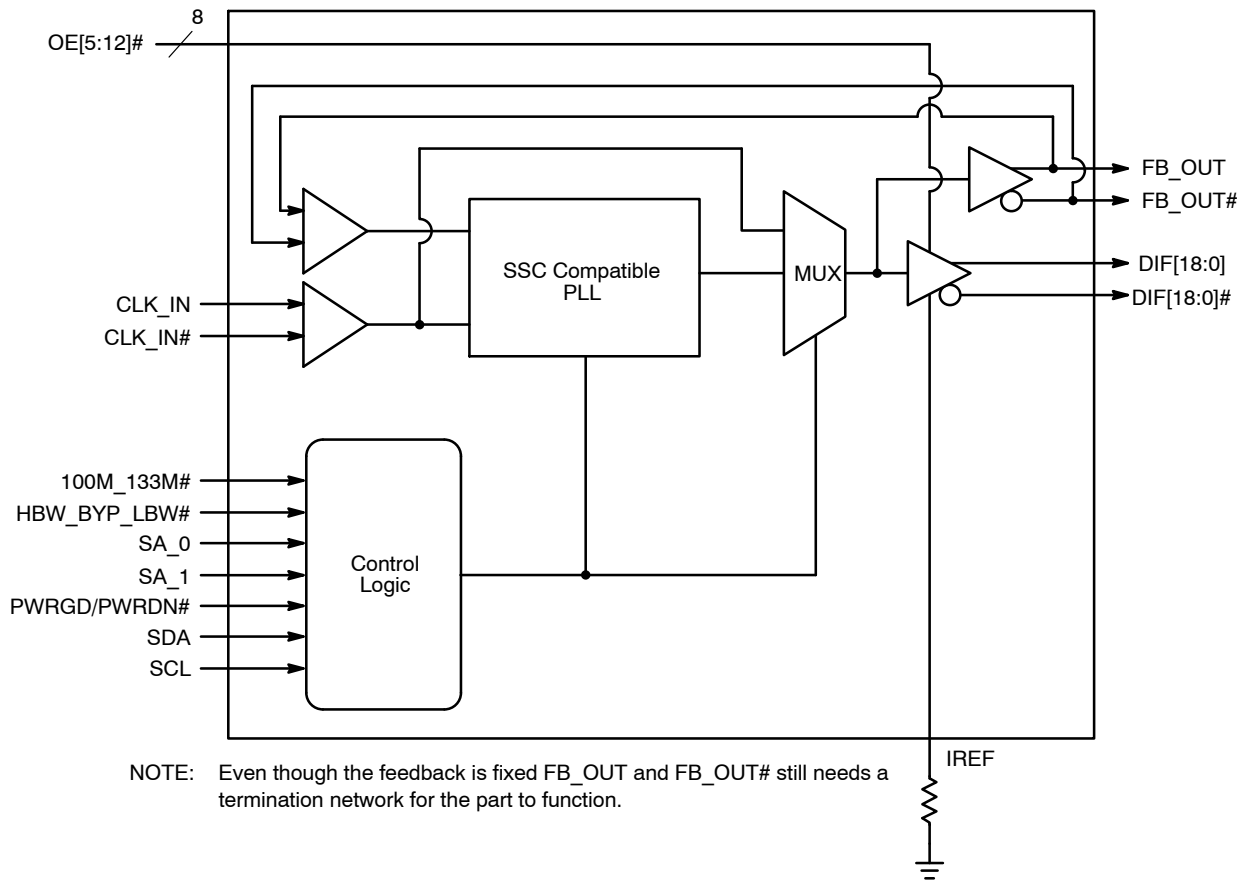 8
OE[5:12]#
FB_OUT
FB_OUT#
SSC Compatible
PLL
MUX
DIF[18:0]
DIF[18:0]#
CLK_IN
CLK_IN#
100M_133M#
HBW_BYP_LBW#
SA_0
SA_1
PWRGD/PWRDN#
SDA
SCL
Control
Logic
IREF
NOTE: Even though the feedback is fixed FB_OUT and FB_OUT# still needs a
termination network for the part to function.